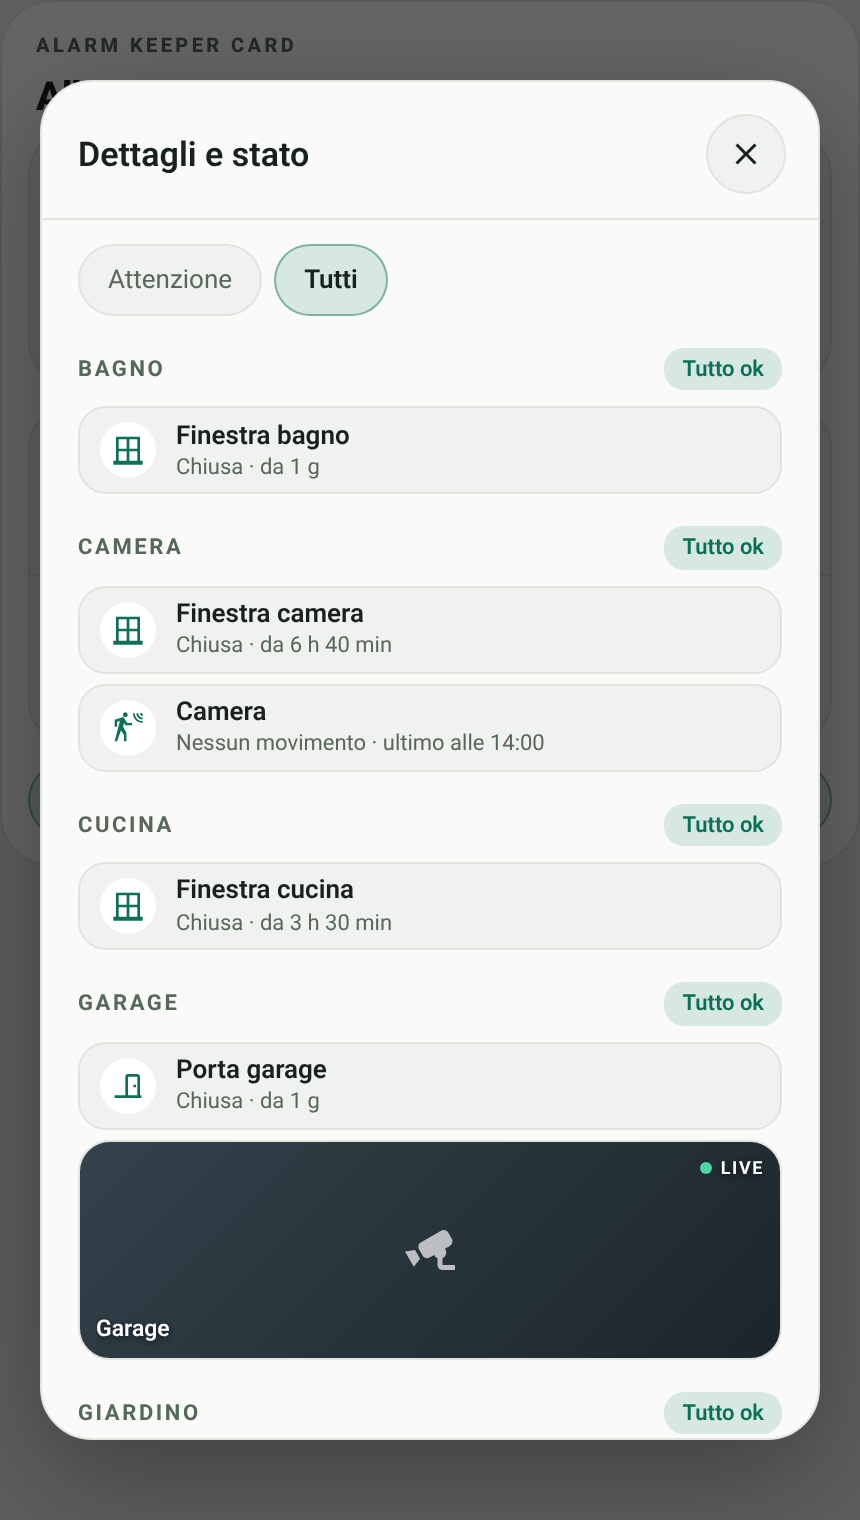 ALARM KEEPER CARD
Dettagli e stato
Attenzione
Tutti
BAGNO
Tutto ok
Finestra bagno
Chiusa · da 1 g
CAMERA
Tutto ok
Finestra camera
Chiusa · da 6 h 40 min
Camera
Nessun movimento · ultimo alle 14:00
CUCINA
Tutto ok
Finestra cucina
Chiusa · da 3 h 30 min
GARAGE
Tutto ok
Porta garage
Chiusa · da 1 g
LIVE
Garage
GIARDINO
Tutto ok